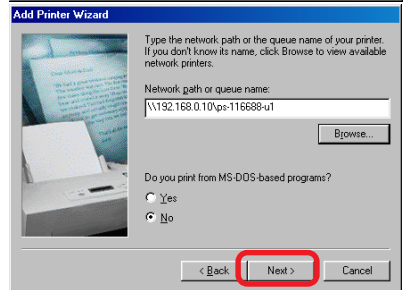 Add Printer Wizard
Type the network path or the queue name of your printer.
If you don't know its name, click Browse to view available
network printers.
Network path or queue name:
\\192.168.0.10\ps-116688-u1
Browse...
Do you print from MS-DOS-based programs?
Yes
No
< Back Next > Cancel